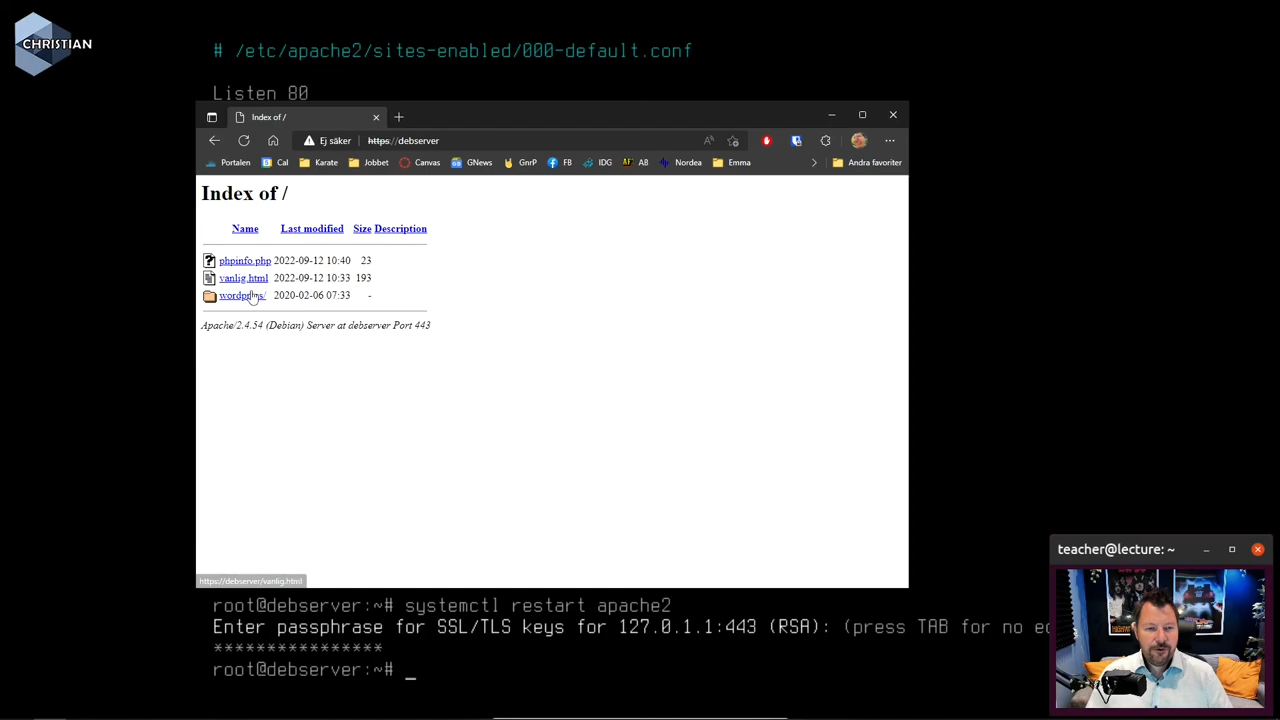 CHRISTIAN
# /etc/apache2/sites-enabled/000-default.conf
Listen 80
Index of /
Ej säker https://debserver
Portalen Cal Karate Jobbet Canvas GNews GnrP FB IDG AB Nordea Emma Andra favoriter
Index of /
Name Last modified Size Description
phpinfo.php 2022-09-12 10:40 23
vanlig.html 2022-09-12 10:33 193
2020-02-06 07:33 -
Apache/2.4.54 (Debian) Server at debserver Port 443
https://debserver/vanlig.html
root@debserver:~# systemctl restart apache2
Enter passphrase for SSL/TLS keys for 127.0.1.1:443 (RSA): (press TAB for no
***************
root@debserver:~# _
teacher@lecture: ~